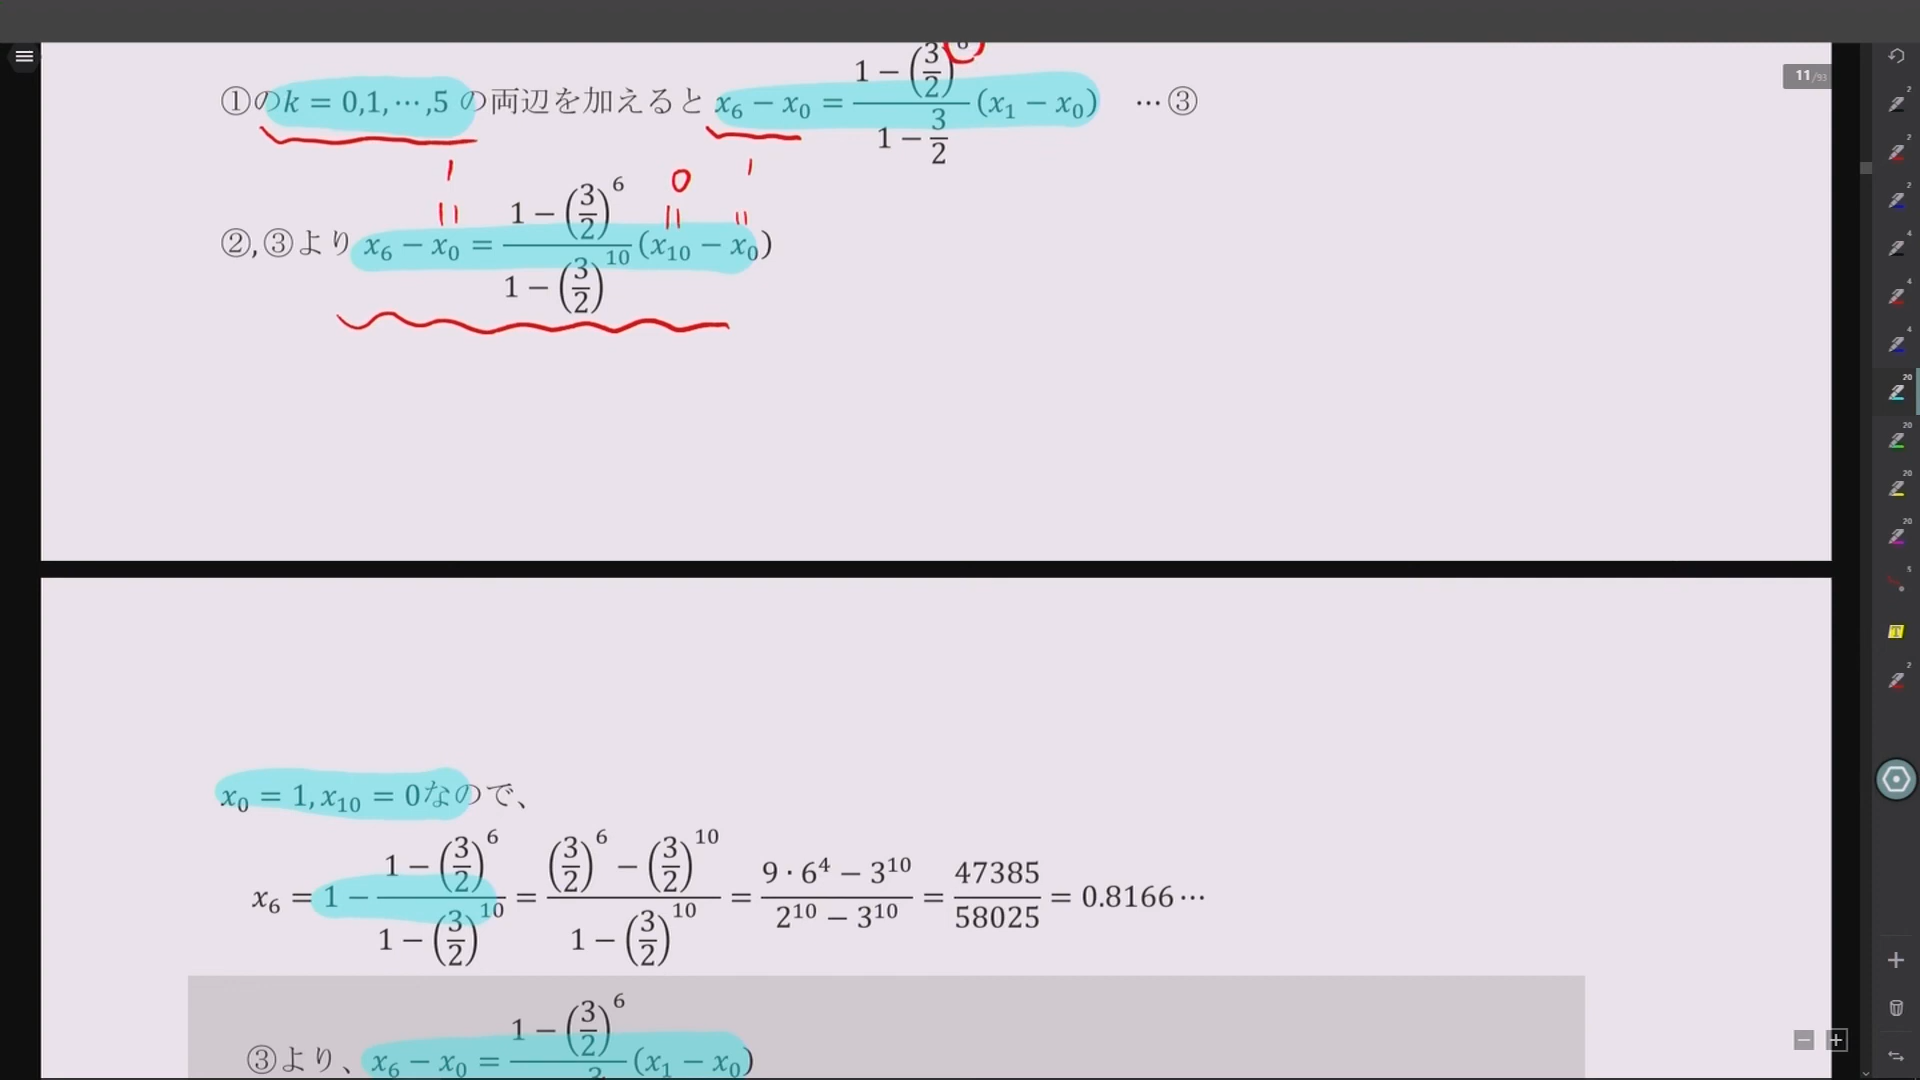 11/93
①のk = 0,1,⋯,5 の両辺を加えると x₆ − x₀ = (1 − (3/2)⁶)/(1 − 3/2) (x₁ − x₀) ⋯③
②,③より x₆ − x₀ = (1 − (3/2)⁶)/(1 − (3/2)¹⁰) (x₁₀ − x₀)
x₀ = 1, x₁₀ = 0なので、
x₆ = 1 − (1 − (3/2)⁶)/(1 − (3/2)¹⁰) = ((3/2)⁶ − (3/2)¹⁰)/(1 − (3/2)¹⁰) = (9 · 6⁴ − 3¹⁰)/(2¹⁰ − 3¹⁰) = 47385/58025 = 0.8166 ⋯
③より、x₆ − x₀ = (1 − (3/2)⁶)/ (x₁ − x₀)